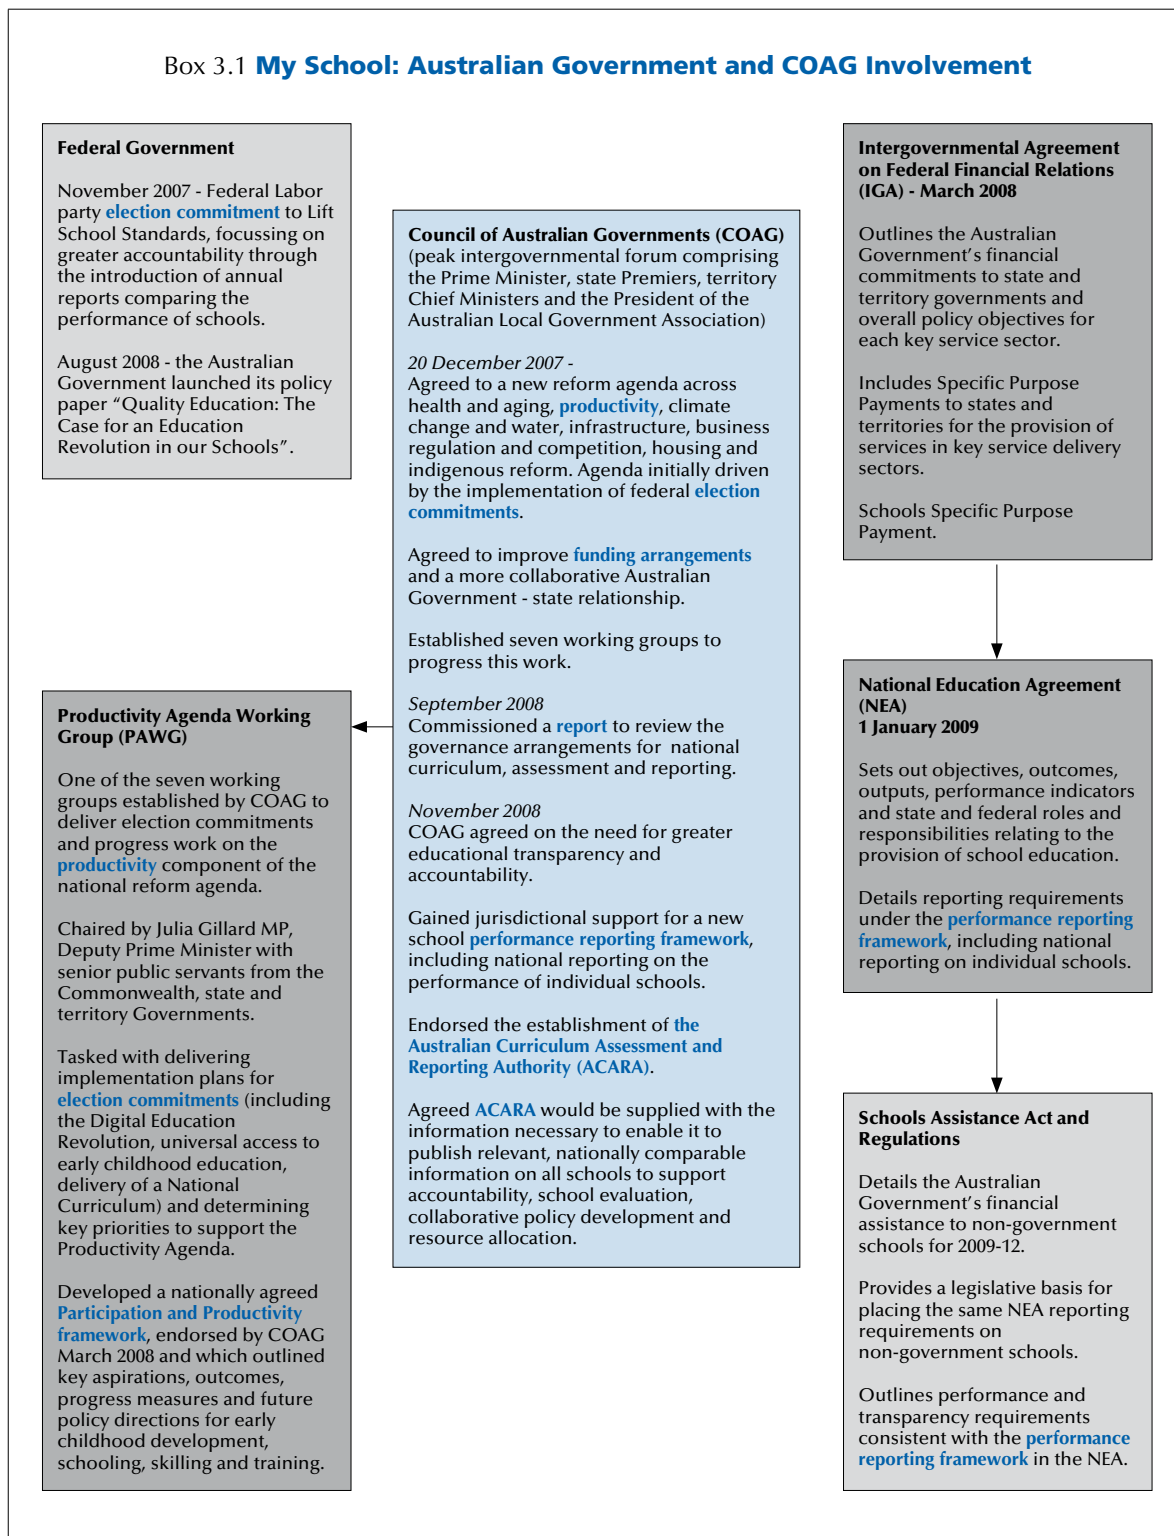 Box 3.1 My School: Australian Government and COAG Involvement
Federal Government
November 2007 - Federal Labor
party election commitment to Lift
School Standards, focussing on
greater accountability through
the introduction of annual
reports comparing the
performance of schools.
August 2008 - the Australian
Government launched its policy
paper “Quality Education: The
Case for an Education
Revolution in our Schools”.
Productivity Agenda Working
Group (PAWG)
One of the seven working
groups established by COAG to
deliver election commitments
and progress work on the
productivity component of the
national reform agenda.
Chaired by Julia Gillard MP,
Deputy Prime Minister with
senior public servants from the
Commonwealth, state and
territory Governments.
Tasked with delivering
implementation plans for
election commitments (including
the Digital Education
Revolution, universal access to
early childhood education,
delivery of a National
Curriculum) and determining
key priorities to support the
Productivity Agenda.
Developed a nationally agreed
Participation and Productivity
framework, endorsed by COAG
March 2008 and which outlined
key aspirations, outcomes,
progress measures and future
policy directions for early
childhood development,
schooling, skilling and training.
Council of Australian Governments (COAG)
(peak intergovernmental forum comprising
the Prime Minister, state Premiers, territory
Chief Ministers and the President of the
Australian Local Government Association)
20 December 2007 -
Agreed to a new reform agenda across
health and aging, productivity, climate
change and water, infrastructure, business
regulation and competition, housing and
indigenous reform. Agenda initially driven
by the implementation of federal election
commitments.
Agreed to improve funding arrangements
and a more collaborative Australian
Government - state relationship.
Established seven working groups to
progress this work.
September 2008
Commissioned a report to review the
governance arrangements for national
curriculum, assessment and reporting.
November 2008
COAG agreed on the need for greater
educational transparency and
accountability.
Gained jurisdictional support for a new
school performance reporting framework,
including national reporting on the
performance of individual schools.
Endorsed the establishment of the
Australian Curriculum Assessment and
Reporting Authority (ACARA).
Agreed ACARA would be supplied with the
information necessary to enable it to
publish relevant, nationally comparable
information on all schools to support
accountability, school evaluation,
collaborative policy development and
resource allocation.
Intergovernmental Agreement
on Federal Financial Relations
(IGA) - March 2008
Outlines the Australian
Government’s financial
commitments to state and
territory governments and
overall policy objectives for
each key service sector.
Includes Specific Purpose
Payments to states and
territories for the provision of
services in key service delivery
sectors.
Schools Specific Purpose
Payment.
National Education Agreement
(NEA)
1 January 2009
Sets out objectives, outcomes,
outputs, performance indicators
and state and federal roles and
responsibilities relating to the
provision of school education.
Details reporting requirements
under the performance reporting
framework, including national
reporting on individual schools.
Schools Assistance Act and
Regulations
Details the Australian
Government’s financial
assistance to non-government
schools for 2009-12.
Provides a legislative basis for
placing the same NEA reporting
requirements on
non-government schools.
Outlines performance and
transparency requirements
consistent with the performance
reporting framework in the NEA.